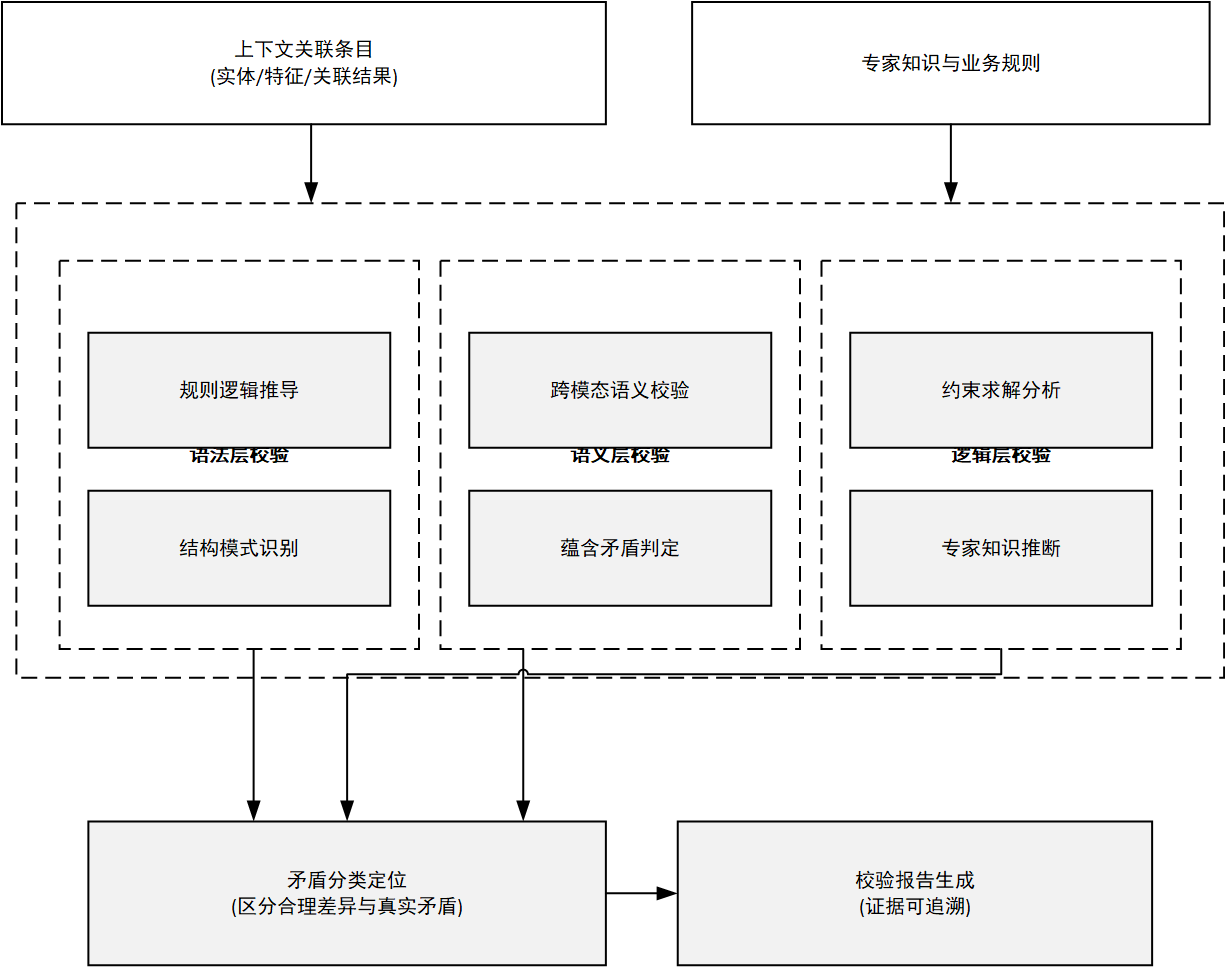 上下文关联条目
(实体/特征/关联结果)
专家知识与业务规则
规则逻辑推导
跨模态语义校验
约束求解分析
语法层校验
语义层校验
逻辑层校验
结构模式识别
蕴含矛盾判定
专家知识推断
矛盾分类定位
(区分合理差异与真实矛盾)
校验报告生成
(证据可追溯)